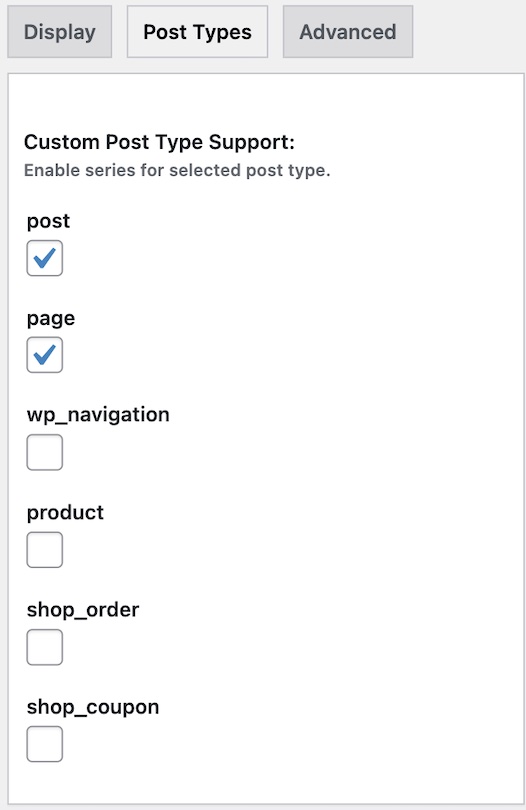 Display Post Types Advanced
Custom Post Type Support:
Enable series for selected post type.
post
page
wp_navigation
product
shop_order
shop_coupon